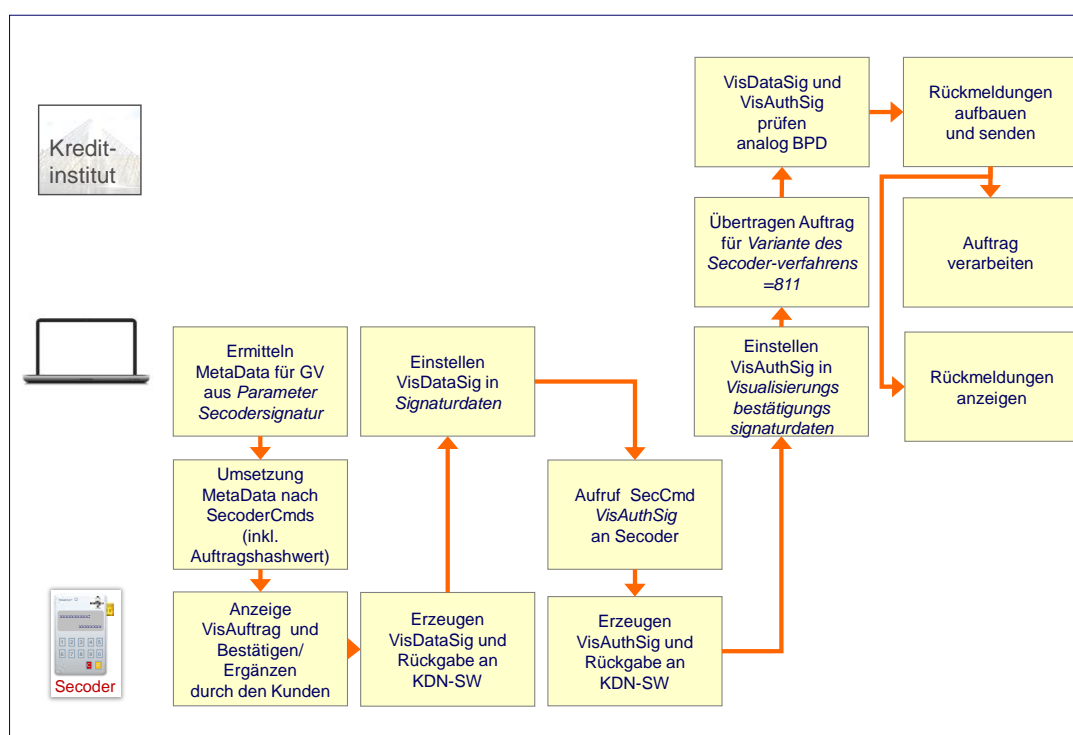 VisDataSig und
VisAuthSig
prüfen
analog BPD
Rückmeldungen
aufbauen
und senden
Kredit-
institut
Übertragen Auftrag
für Variante des
Secoder-verfahrens
=811
Auftrag
verarbeiten
Ermitteln
MetaData für GV
aus Parameter
Secodersignatur
Einstellen
VisDataSig in
Signaturdaten
Einstellen
VisAuthSig in
Visualisierungs
bestätigungs
signaturdaten
Rückmeldungen
anzeigen
Umsetzung
MetaData nach
SecoderCmds
(inkl.
Auftragshashwert)
Aufruf SecCmd
VisAuthSig
an Secoder
Anzeige
VisAuftrag und
Bestätigen/
Ergänzen
durch den Kunden
Erzeugen
VisDataSig und
Rückgabe an
KDN-SW
Erzeugen
VisAuthSig und
Rückgabe an
KDN-SW
Secoder